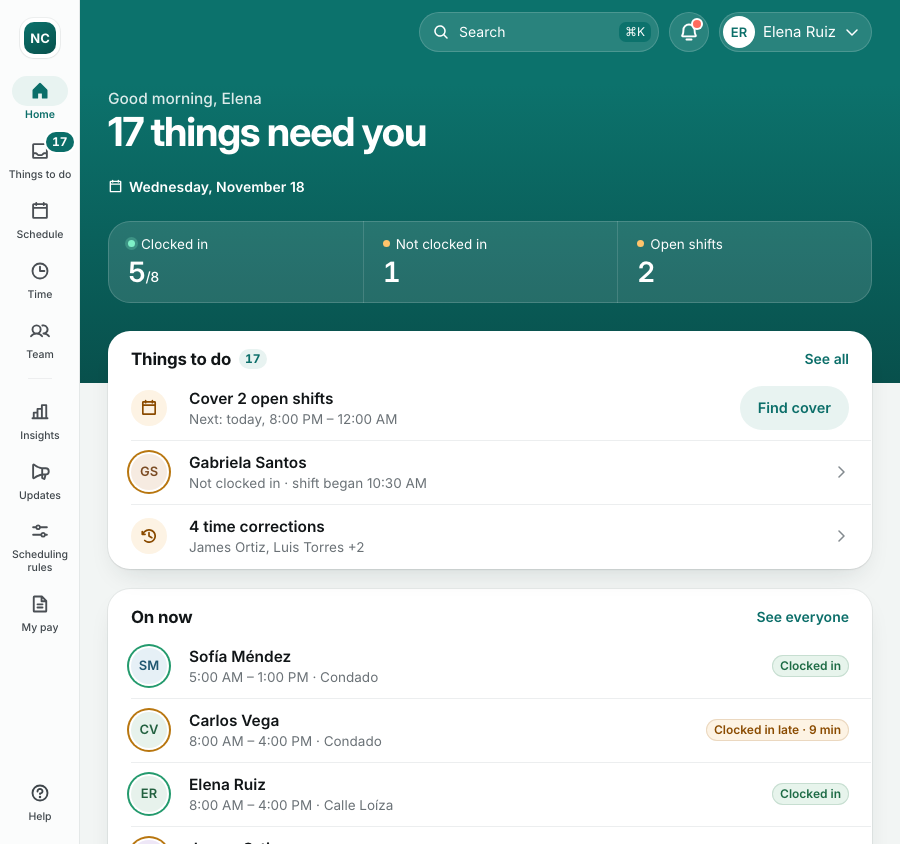 NC
Search
⌘K
ER
Elena Ruiz
Home
17
Things to do
Schedule
Time
Team
Insights
Updates
Scheduling
rules
My pay
Help
Good morning, Elena
17 things need you
Wednesday, November 18
Clocked in
5/8
Not clocked in
1
Open shifts
2
Things to do 17
See all
Cover 2 open shifts
Next: today, 8:00 PM – 12:00 AM
Find cover
GS
Gabriela Santos
Not clocked in · shift began 10:30 AM
4 time corrections
James Ortiz, Luis Torres +2
On now
See everyone
SM
Sofía Méndez
5:00 AM – 1:00 PM · Condado
Clocked in
CV
Carlos Vega
8:00 AM – 4:00 PM · Condado
Clocked in late · 9 min
ER
Elena Ruiz
8:00 AM – 4:00 PM · Calle Loíza
Clocked in